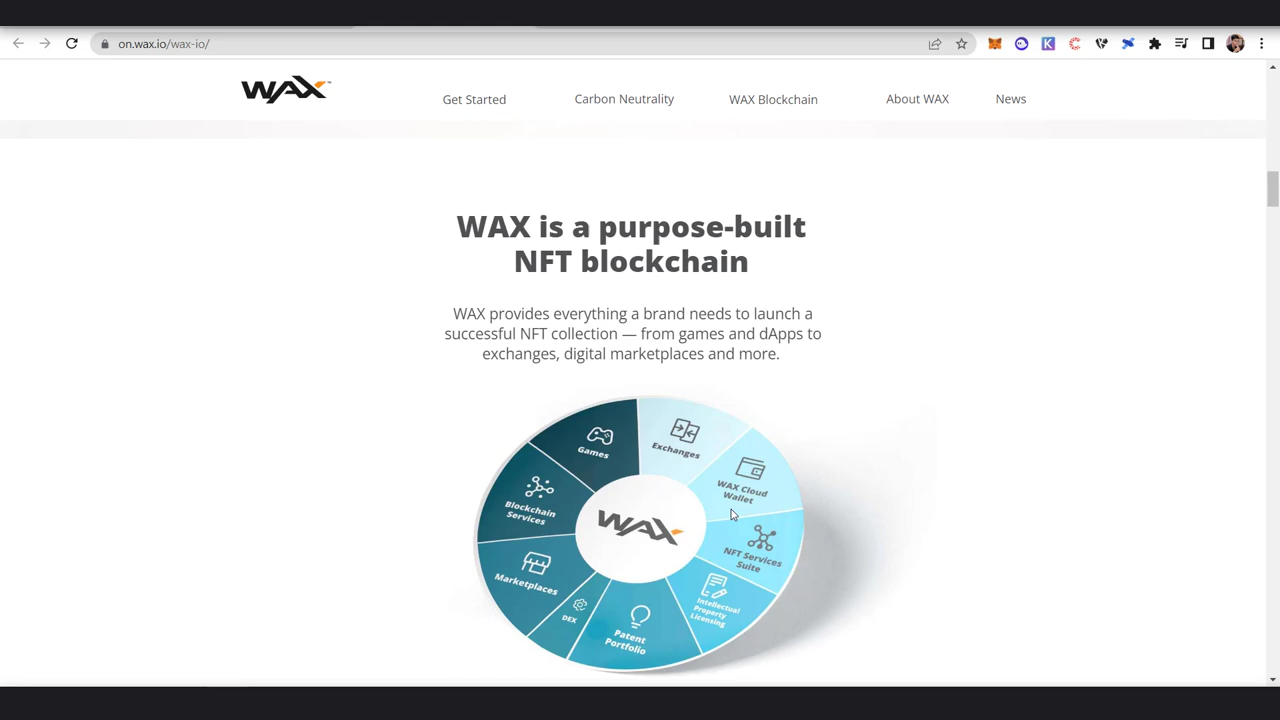 on.wax.io/wax-io/
WAX
Get Started
Carbon Neutrality
WAX Blockchain
About WAX
News
WAX is a purpose-built
NFT blockchain
WAX provides everything a brand needs to launch a
successful NFT collection — from games and dApps to
exchanges, digital marketplaces and more.
Games
Exchanges
WAX Cloud
Wallet
NFT Services
Suite
Intellectual
Property
Licensing
Patent
Portfolio
DEX
Marketplaces
Blockchain
Services
WAX